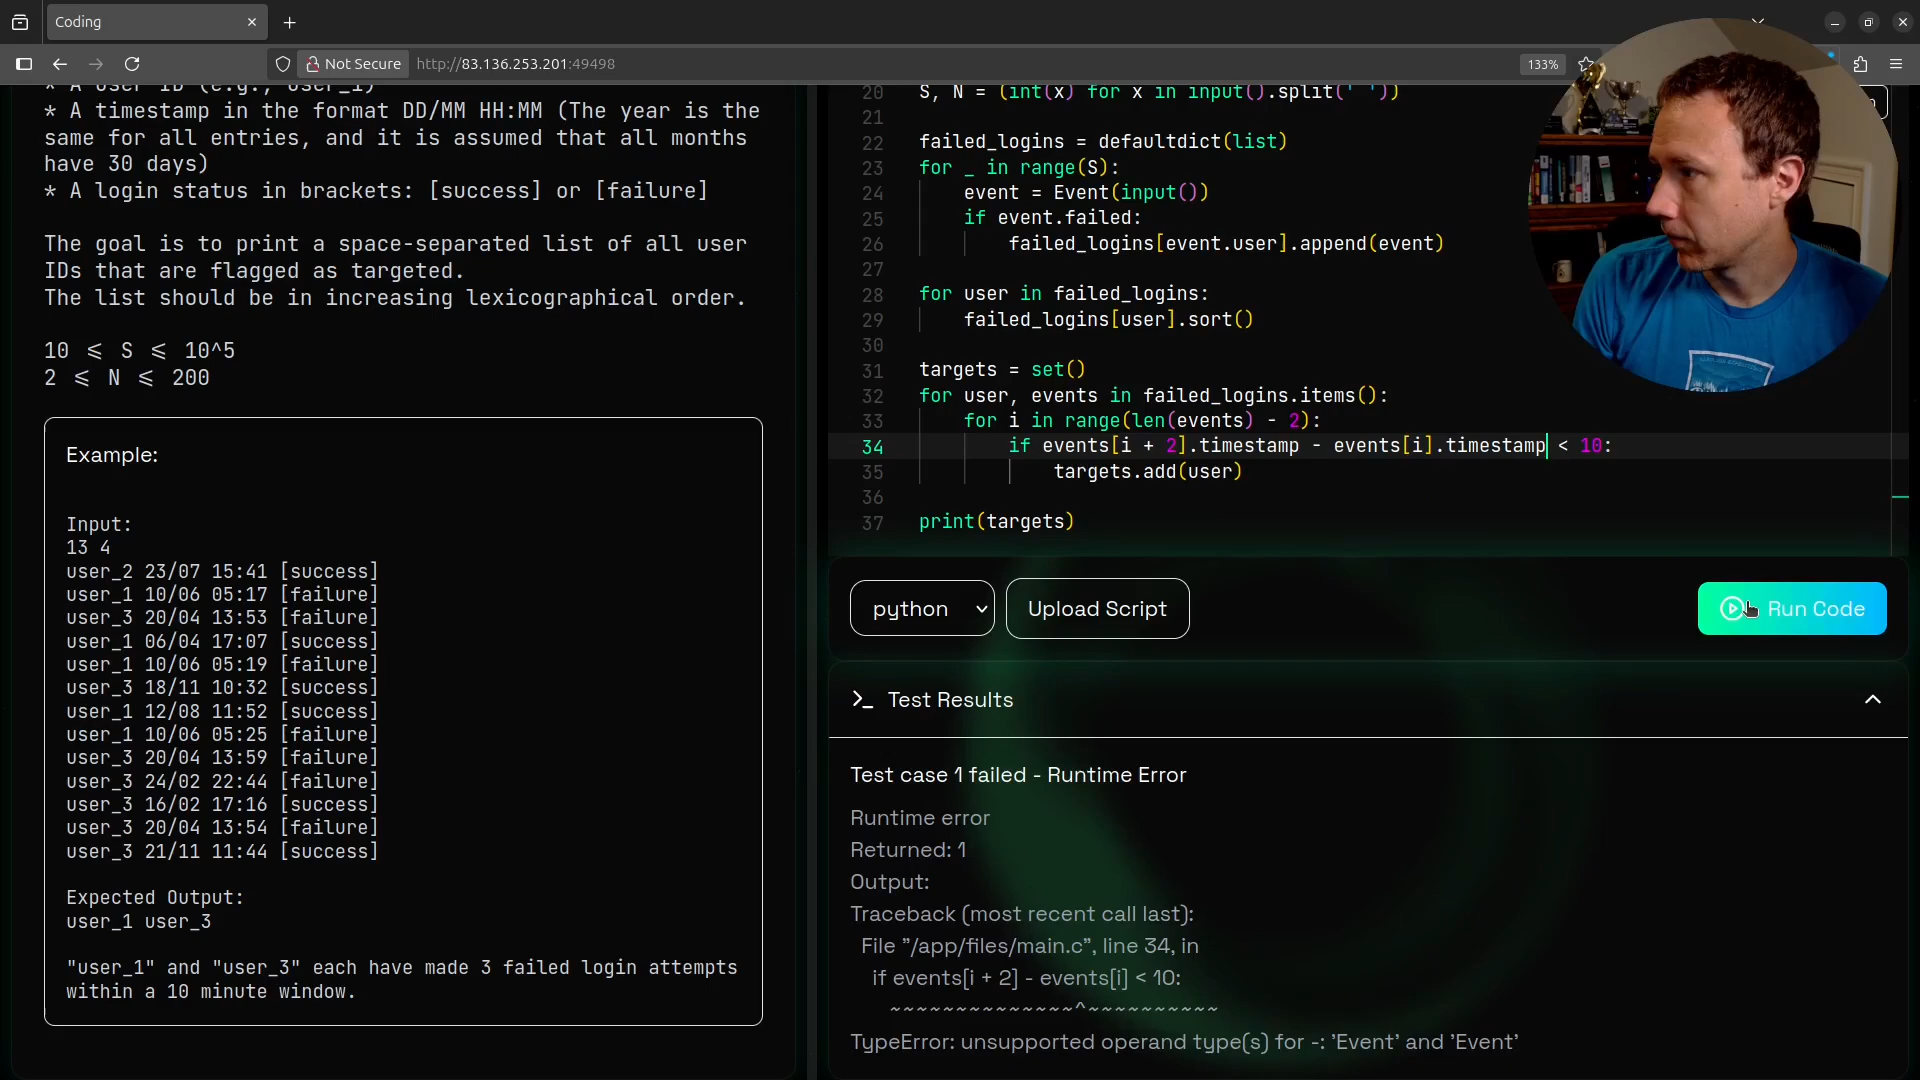 Coding
Not Secure
http://83.136.253.201:49498
133%
* A user ID (e.g., user_1)
* A timestamp in the format DD/MM HH:MM (The year is the
same for all entries, and it is assumed that all months
have 30 days)
* A login status in brackets: [success] or [failure]
The goal is to print a space-separated list of all user
IDs that are flagged as targeted.
The list should be in increasing lexicographical order.
10 ⩽ S ⩽ 10^5
2 ⩽ N ⩽ 200
Example:
Input:
13 4
user_2 23/07 15:41 [success]
user_1 10/06 05:17 [failure]
user_3 20/04 13:53 [failure]
user_1 06/04 17:07 [success]
user_1 10/06 05:19 [failure]
user_3 18/11 10:32 [success]
user_1 12/08 11:52 [success]
user_1 10/06 05:25 [failure]
user_3 20/04 13:59 [failure]
user_3 24/02 22:44 [failure]
user_3 16/02 17:16 [success]
user_3 20/04 13:54 [failure]
user_3 21/11 11:44 [success]
Expected Output:
user_1 user_3
"user_1" and "user_3" each have made 3 failed login attempts
within a 10 minute window.
20 S, N = (int(x) for x in input().split(' '))
21
22 failed_logins = defaultdict(list)
23 for _ in range(S):
24 event = Event(input())
25 if event.failed:
26 failed_logins[event.user].append(event)
27
28 for user in failed_logins:
29 failed_logins[user].sort()
30
31 targets = set()
32 for user, events in failed_logins.items():
33 for i in range(len(events) - 2):
34 if events[i + 2].timestamp - events[i].timestamp < 10:
35 targets.add(user)
36
37 print(targets)
python
Upload Script
Run Code
Test Results
Test case 1 failed - Runtime Error
Runtime error
Returned: 1
Output:
Traceback (most recent call last):
File "/app/files/main.c", line 34, in
if events[i + 2] - events[i] < 10:
~~~~~~~~~~~~~~^~~~~~~~~~~
TypeError: unsupported operand type(s) for -: 'Event' and 'Event'